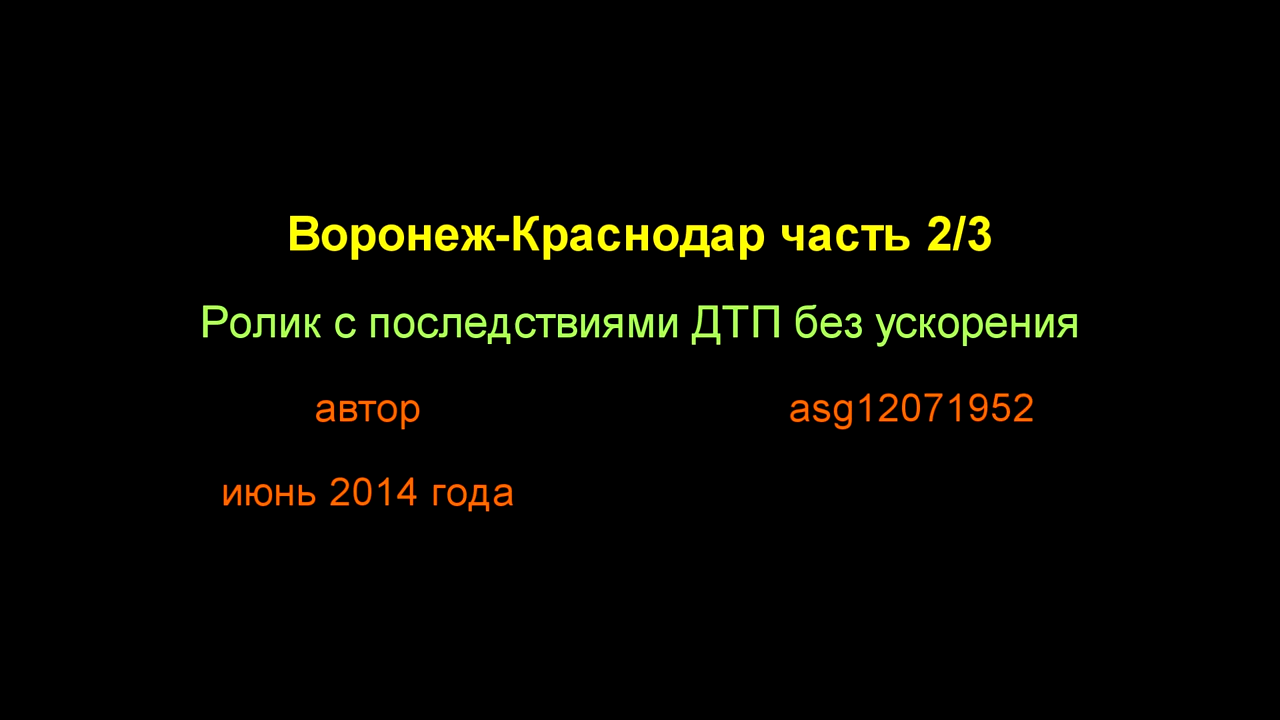 Воронеж-Краснодар часть 2/3
Ролик с последствиями ДТП без ускорения
автор asg12071952
июнь 2014 года